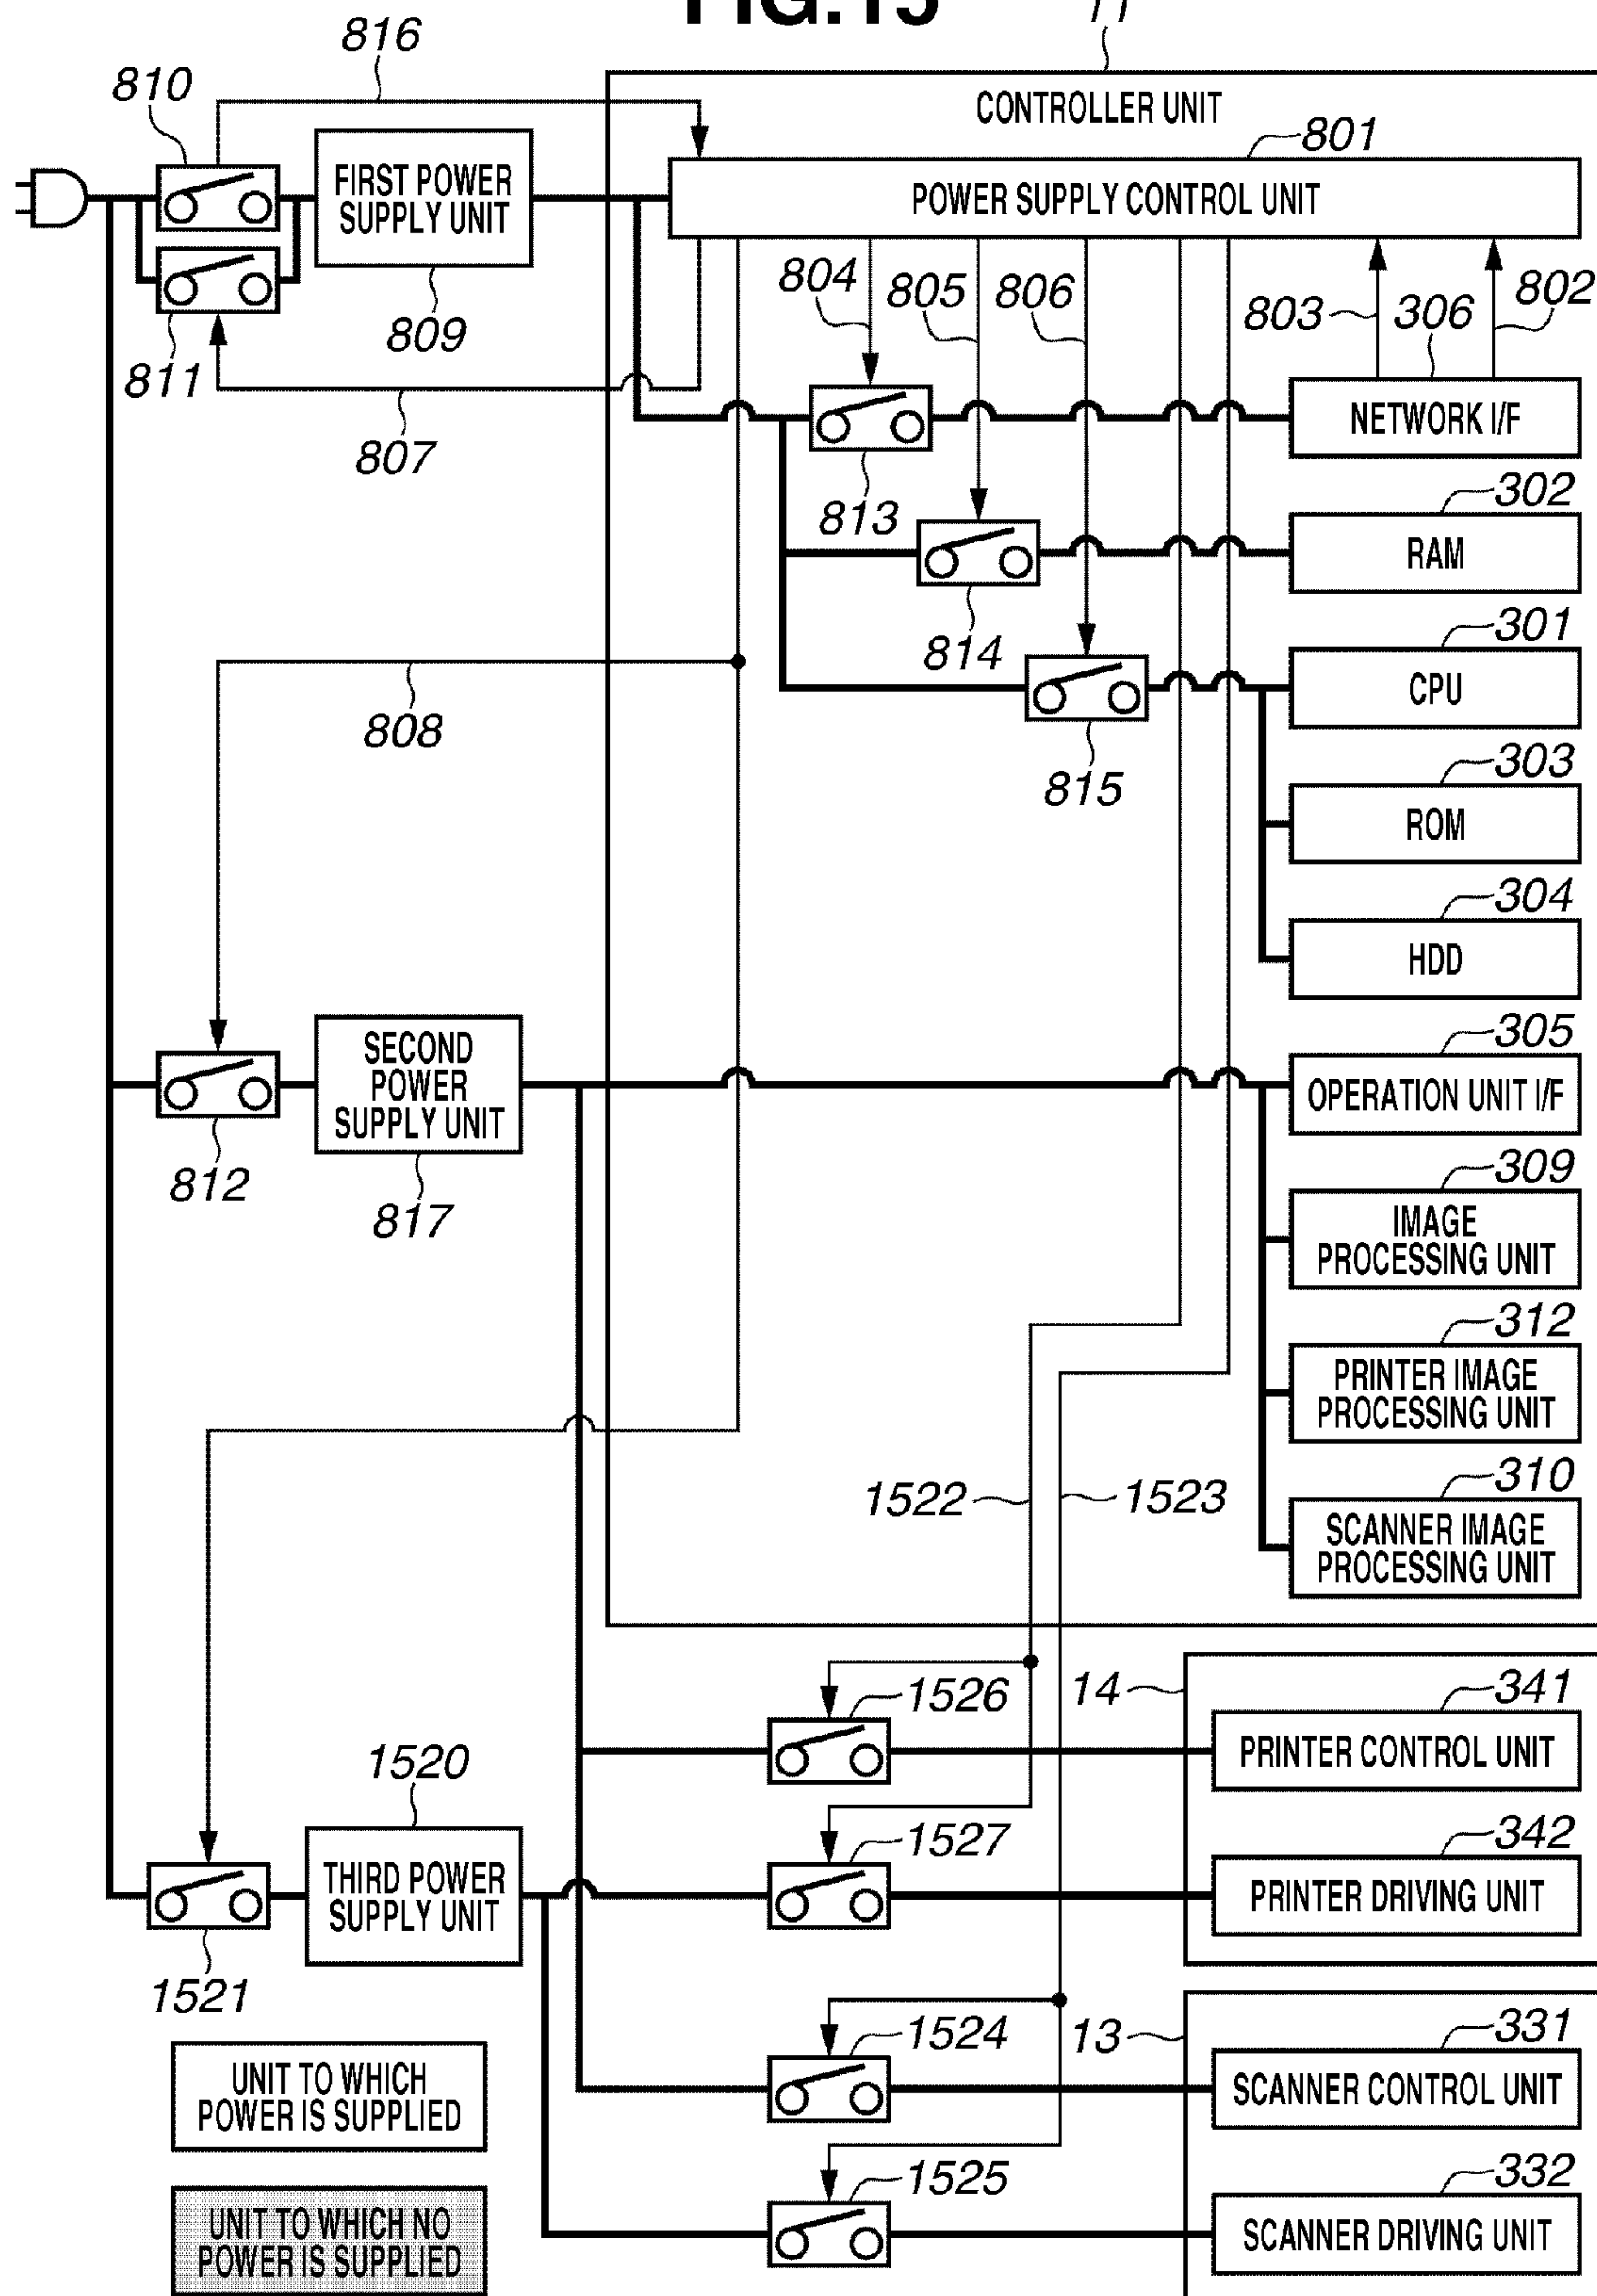 FIG.15
11
816
810
CONTROLLER UNIT
801
FIRST POWER
SUPPLY UNIT
POWER SUPPLY CONTROL UNIT
804
805
806
803
306
802
809
811
NETWORK I/F
807
302
813
RAM
301
814
CPU
808
303
815
ROM
304
HDD
305
SECOND
POWER
SUPPLY UNIT
OPERATION UNIT I/F
309
812
817
IMAGE
PROCESSING UNIT
312
PRINTER IMAGE
PROCESSING UNIT
310
1522
1523
SCANNER IMAGE
PROCESSING UNIT
14
341
1526
PRINTER CONTROL UNIT
1520
342
1527
THIRD POWER
SUPPLY UNIT
PRINTER DRIVING UNIT
1521
13
331
1524
UNIT TO WHICH
POWER IS SUPPLIED
SCANNER CONTROL UNIT
332
1525
UNIT TO WHICH NO
POWER IS SUPPLIED
SCANNER DRIVING UNIT